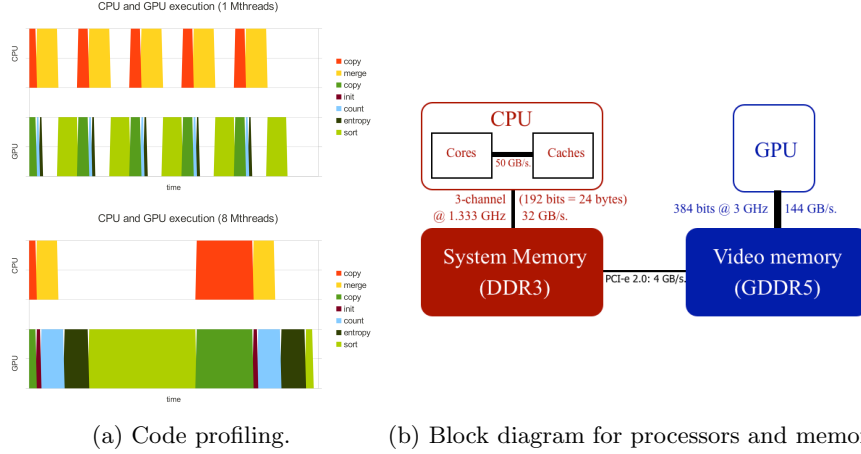 CPU and GPU execution (1 Mthreads)
CPU
GPU
copy
merge
copy
init
count
entropy
sort
time
CPU and GPU execution (8 Mthreads)
CPU
GPU
copy
merge
copy
init
count
entropy
sort
time
(a) Code profiling.
CPU
Cores
50 GB/s.
Caches
3-channel (192 bits = 24 bytes)
@ 1.333 GHz 32 GB/s.
System Memory
(DDR3)
PCI-e 2.0: 4 GB/s.
GPU
384 bits @ 3 GHz 144 GB/s.
Video memory
(GDDR5)
(b) Block diagram for processors and memor